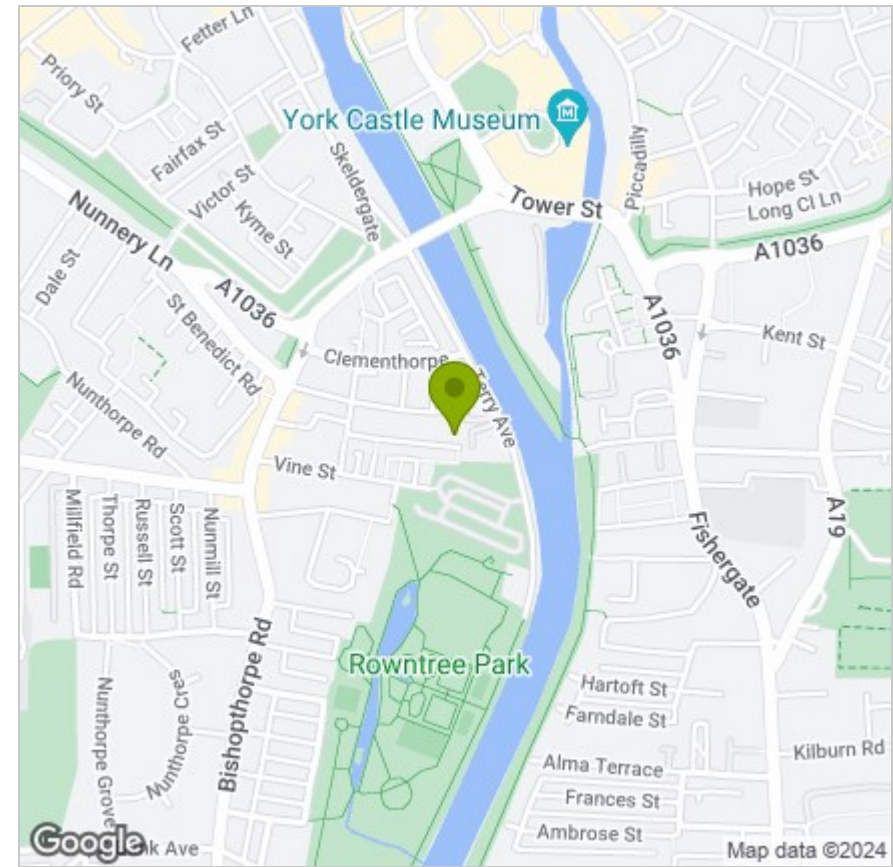 Fetter Ln
Priory St
York Castle Museum
Piccadilly
Fairfax St
Skeldergate
Hope St
Victor St
Tower St
Long Cl Ln
Nunnery Ln
Kyme St
A1036
Dale St
A1036
A1036
St Benedict Rd
Kent St
Clementhorpe
Terry Ave
Nunthorpe Rd
Vine St
A19
Millfield Rd
Thorpe St
Russell St
Scott St
Nunmill St
Fishergate
Rowntree Park
Bishopthorpe Rd
Nunthorpe Cres
Hartoft St
Nunthorpe Grove
Farndale St
Kilburn Rd
Alma Terrace
Frances St
Ambrose St
Google
Ave
Map data ©2024